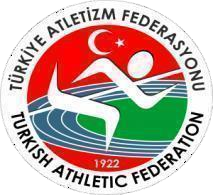 TÜRKİYE ATLETİZM FEDERASYONU
1922
TURKISH ATHLETIC FEDERATION